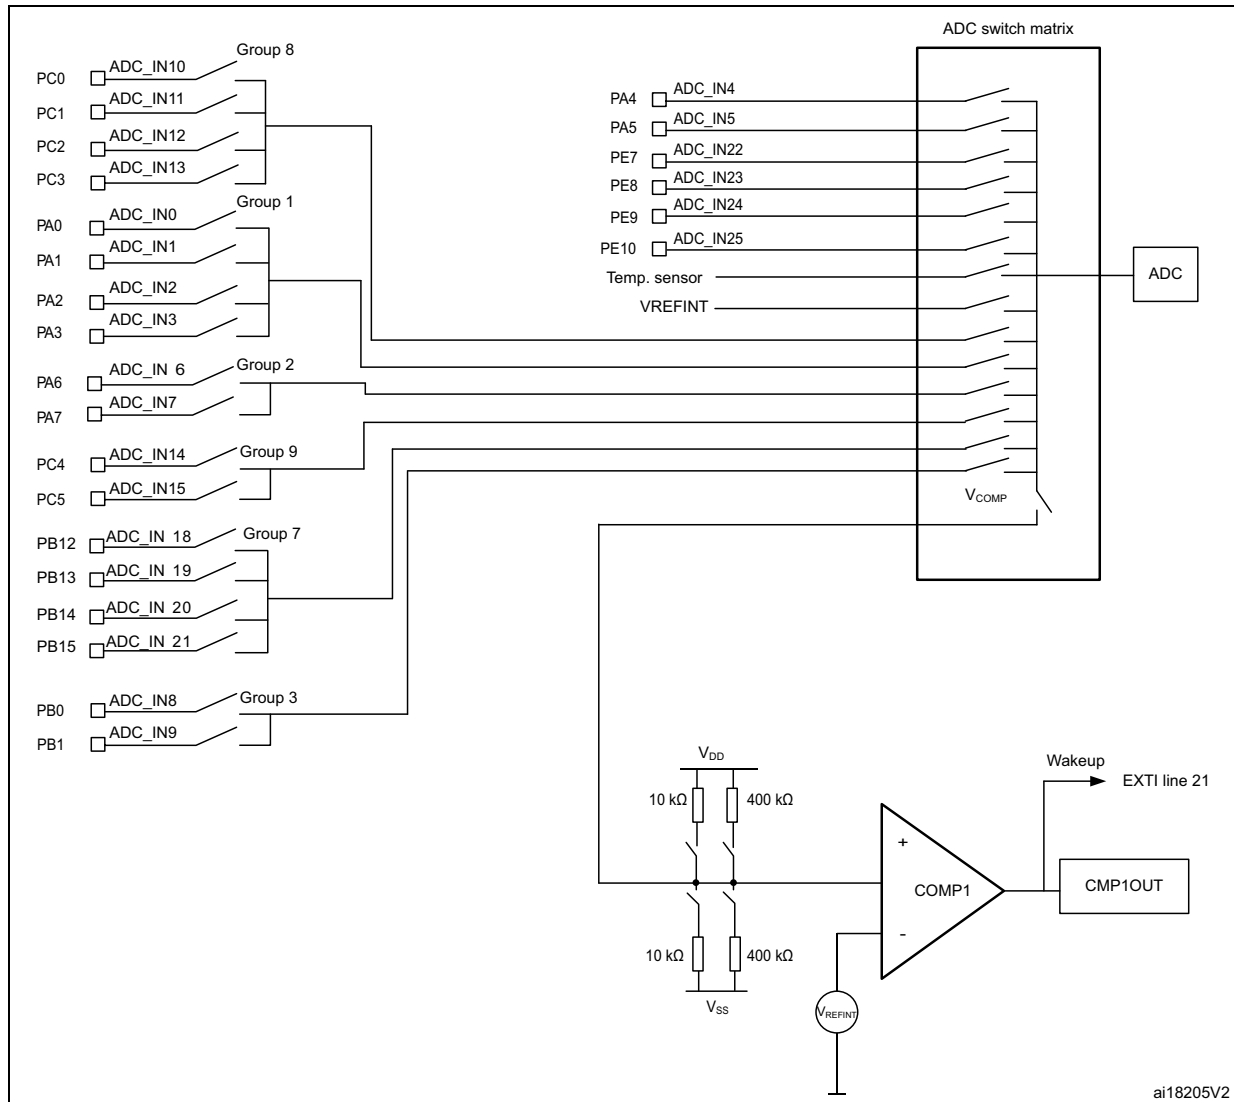 ADC switch matrix
Group 8
PC0 ADC_IN10
PC1 ADC_IN11
PC2 ADC_IN12
PC3 ADC_IN13
Group 1
PA0 ADC_IN0
PA1 ADC_IN1
PA2 ADC_IN2
PA3 ADC_IN3
Group 2
PA6 ADC_IN 6
PA7 ADC_IN7
Group 9
PC4 ADC_IN14
PC5 ADC_IN15
Group 7
PB12 ADC_IN 18
PB13 ADC_IN 19
PB14 ADC_IN 20
PB15 ADC_IN 21
Group 3
PB0 ADC_IN8
PB1 ADC_IN9
PA4 ADC_IN4
PA5 ADC_IN5
PE7 ADC_IN22
PE8 ADC_IN23
PE9 ADC_IN24
PE10 ADC_IN25
Temp. sensor
VREFINT
ADC
VCOMP
VDD
10 kΩ 400 kΩ
10 kΩ 400 kΩ
VSS
+
COMP1
-
VREFINT
Wakeup
EXTI line 21
CMP1OUT
ai18205V2